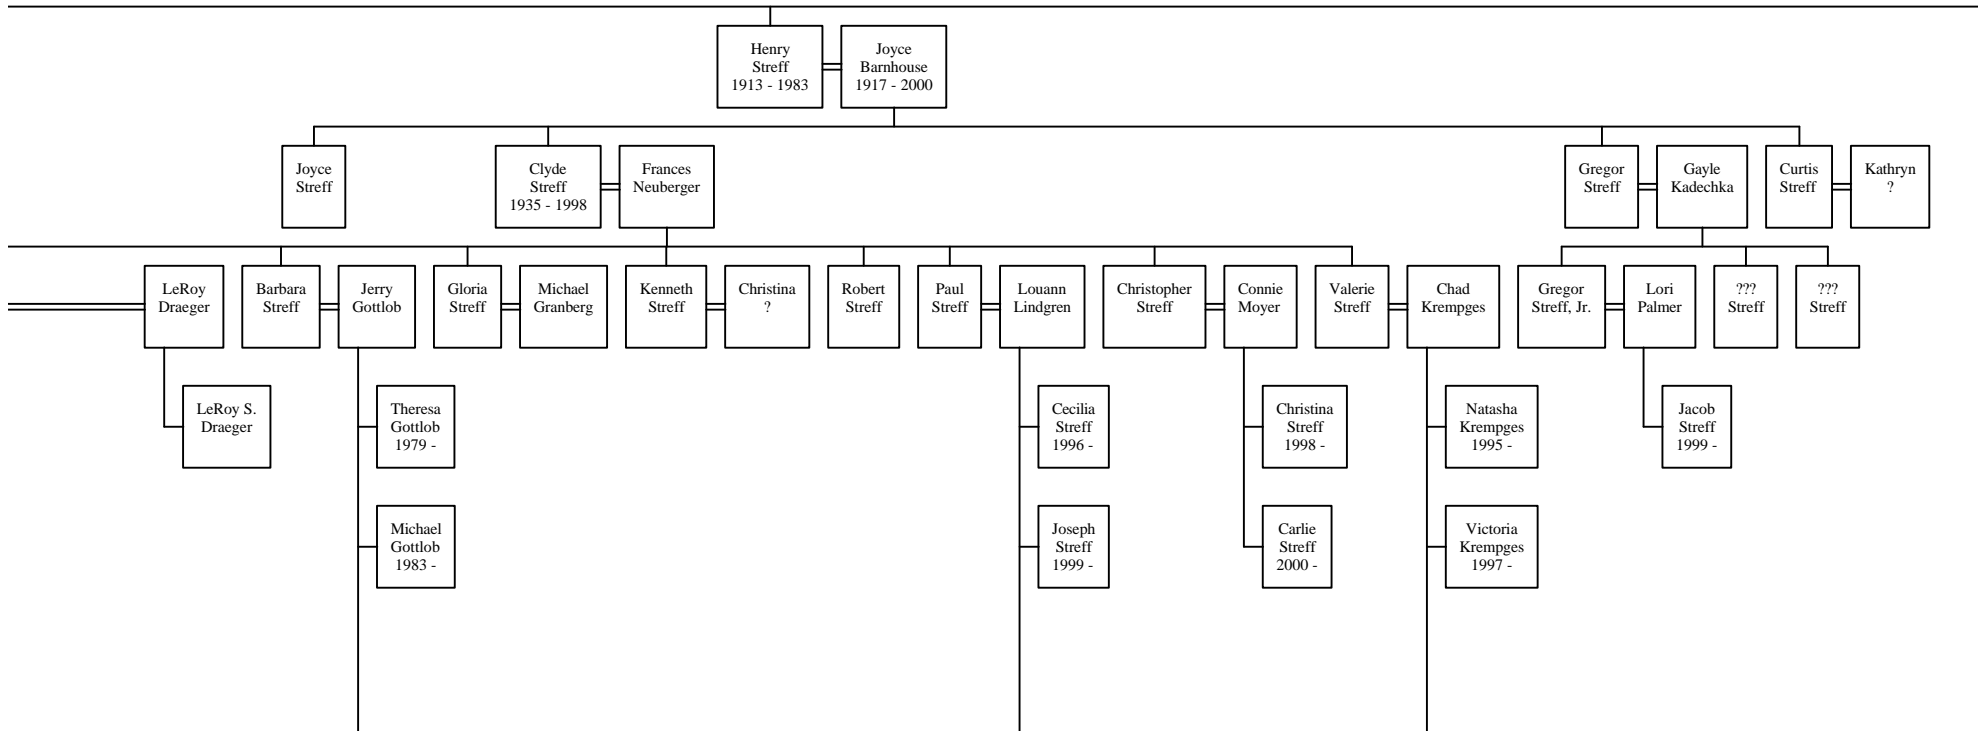 Henry
Streff
1913 - 1983
Joyce
Barnhouse
1917 - 2000
Joyce
Streff
Clyde
Streff
1935 - 1998
Frances
Neuberger
Gregor
Streff
Gayle
Kadechka
Curtis
Streff
Kathryn
?
LeRoy
Draeger
Barbara
Streff
Jerry
Gottlob
Gloria
Streff
Michael
Granberg
Kenneth
Streff
Christina
?
Robert
Streff
Paul
Streff
Louann
Lindgren
Christopher
Streff
Connie
Moyer
Valerie
Streff
Chad
Krempges
Gregor
Streff, Jr.
Lori
Palmer
???
Streff
???
Streff
LeRoy S.
Draeger
Theresa
Gottlob
1979 -
Cecilia
Streff
1996 -
Christina
Streff
1998 -
Natasha
Krempges
1995 -
Jacob
Streff
1999 -
Michael
Gottlob
1983 -
Joseph
Streff
1999 -
Carlie
Streff
2000 -
Victoria
Krempges
1997 -